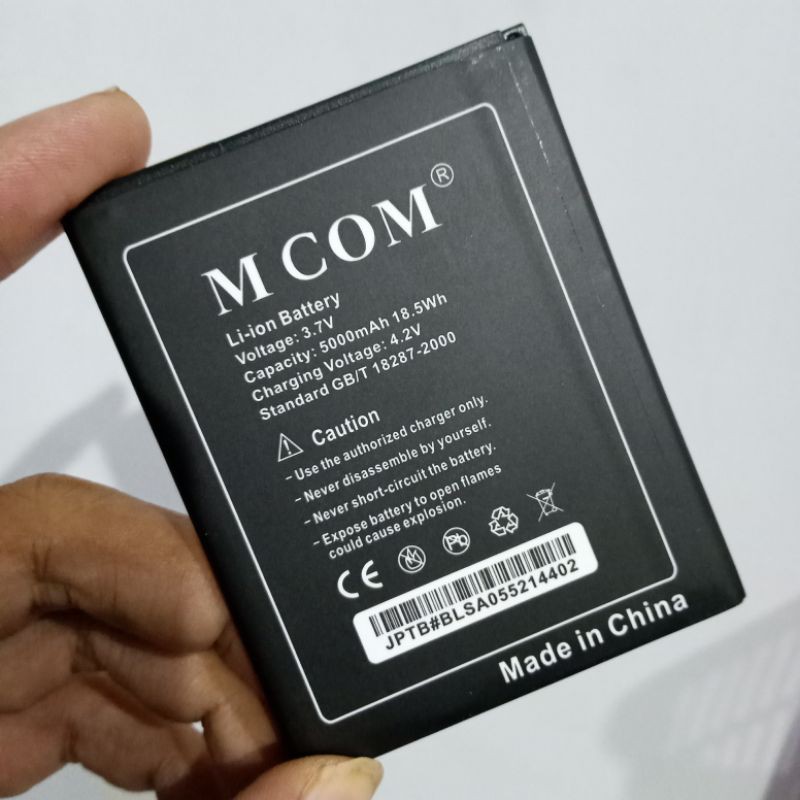 M COM®
Li-ion Battery
Voltage: 3.7V
Capacity: 5000mAh 18.5Wh
Charging Voltage: 4.2V
Standard GB/T 18287-2000
Caution
– Use the authorized charger only.
– Never disassemble by yourself.
– Never short-circuit the battery.
– Expose battery to open flames
could cause explosion.
CE
Pb
JPTB#BLSA055214402
Made in China